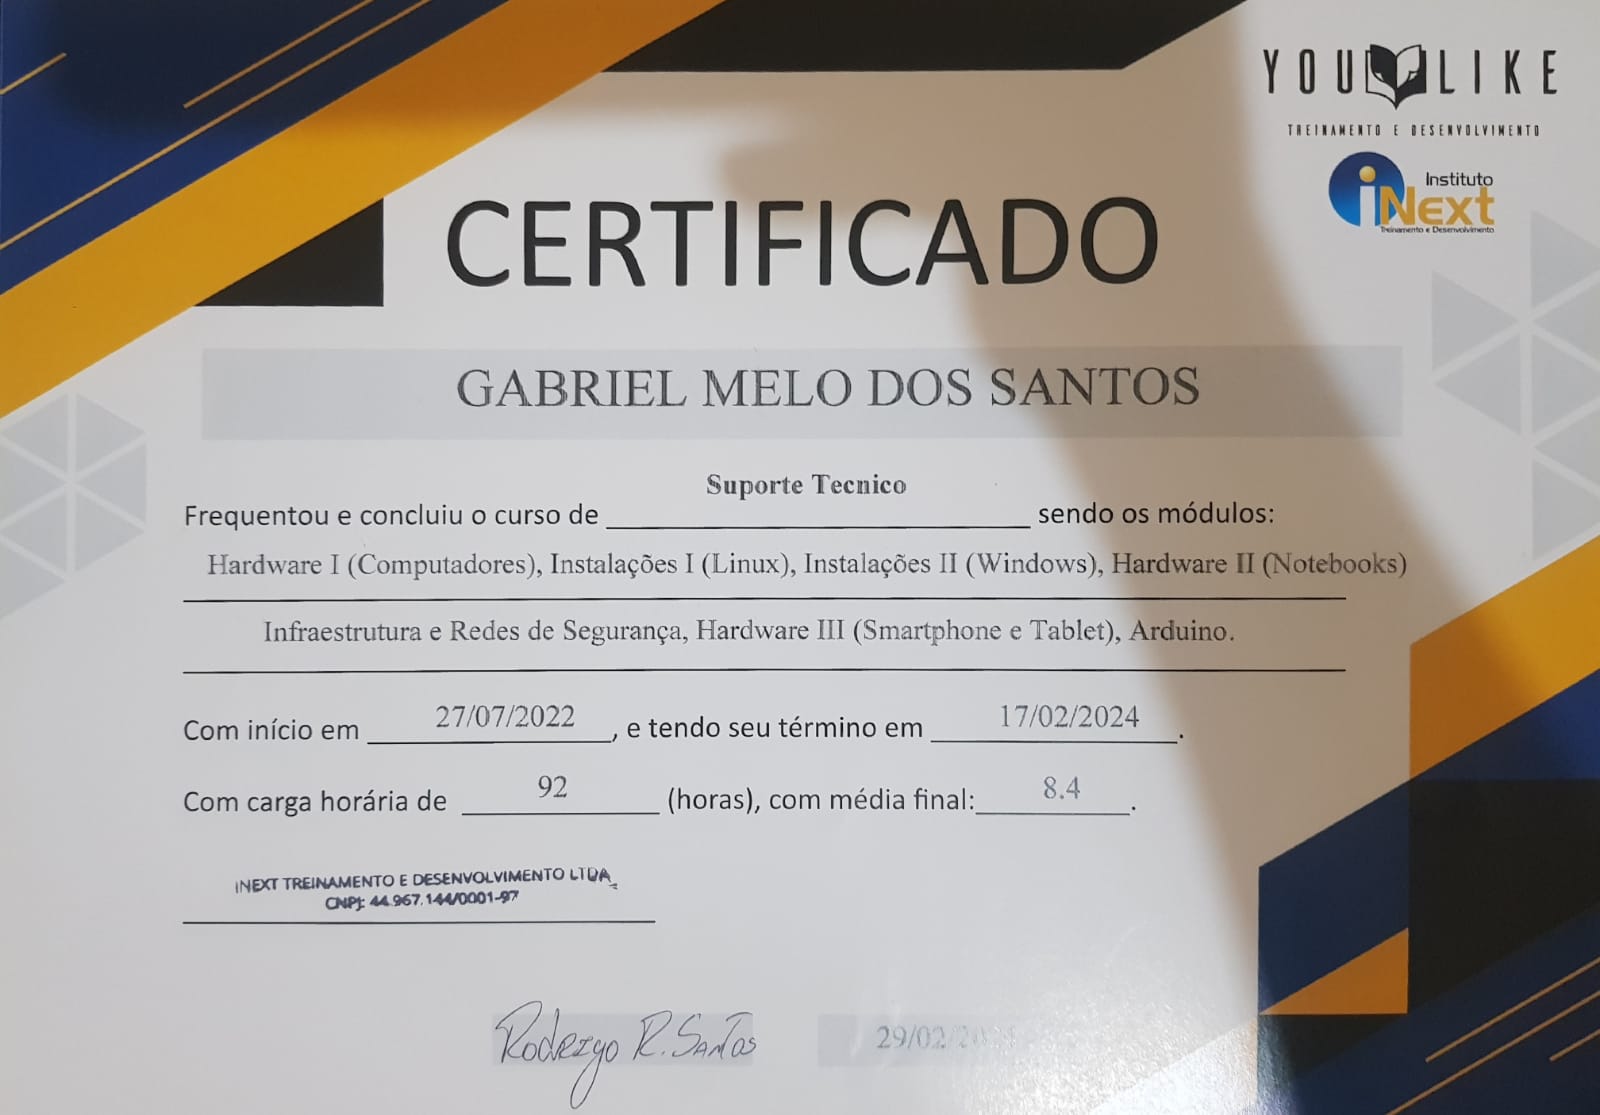 YOU LIKE
TREINAMENTO E DESENVOLVIMENTO
Instituto
iNext
Treinamento e Desenvolvimento
CERTIFICADO
GABRIEL MELO DOS SANTOS
Suporte Tecnico
Frequentou e concluiu o curso de ____ sendo os módulos:
Hardware I (Computadores), Instalações I (Linux), Instalações II (Windows), Hardware II (Notebooks)
Infraestrutura e Redes de Segurança, Hardware III (Smartphone e Tablet), Arduino.
Com início em 27/07/2022, e tendo seu término em 17/02/2024.
Com carga horária de 92 (horas), com média final: 8.4.
iNEXT TREINAMENTO E DESENVOLVIMENTO LTDA
CNPJ: 44.967.144/0001-97
Roderygo R. Santos 29/02/2024